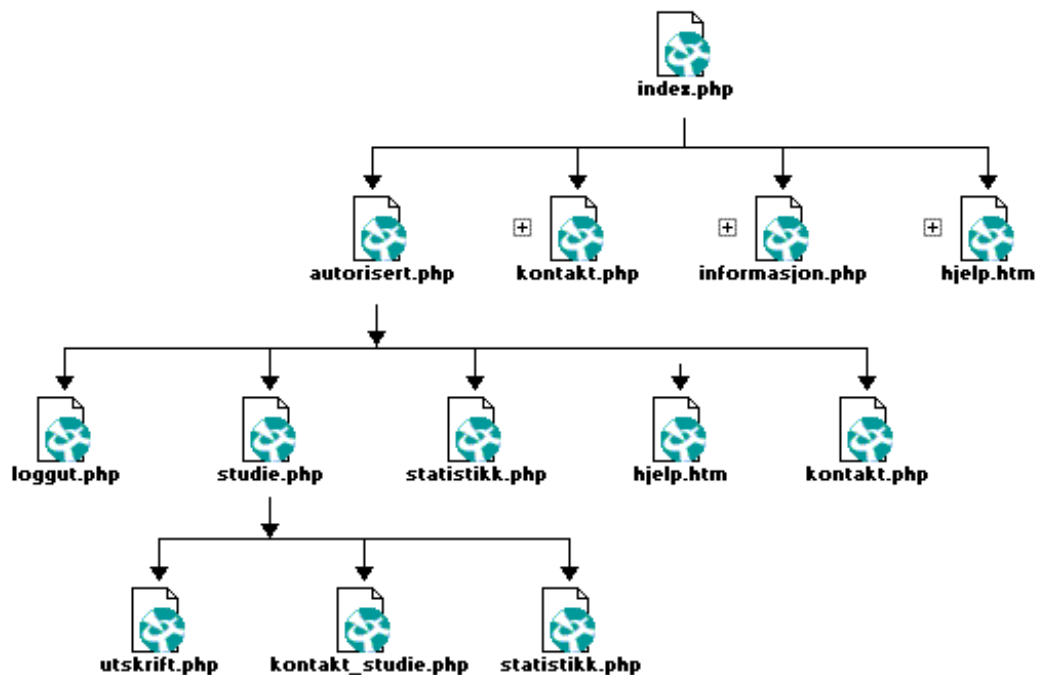 index.php
autorisert.php
kontakt.php
informasjon.php
hjelp.htm
loggut.php
studie.php
statistikk.php
hjelp.htm
kontakt.php
utskrift.php
kontakt_studie.php
statistikk.php